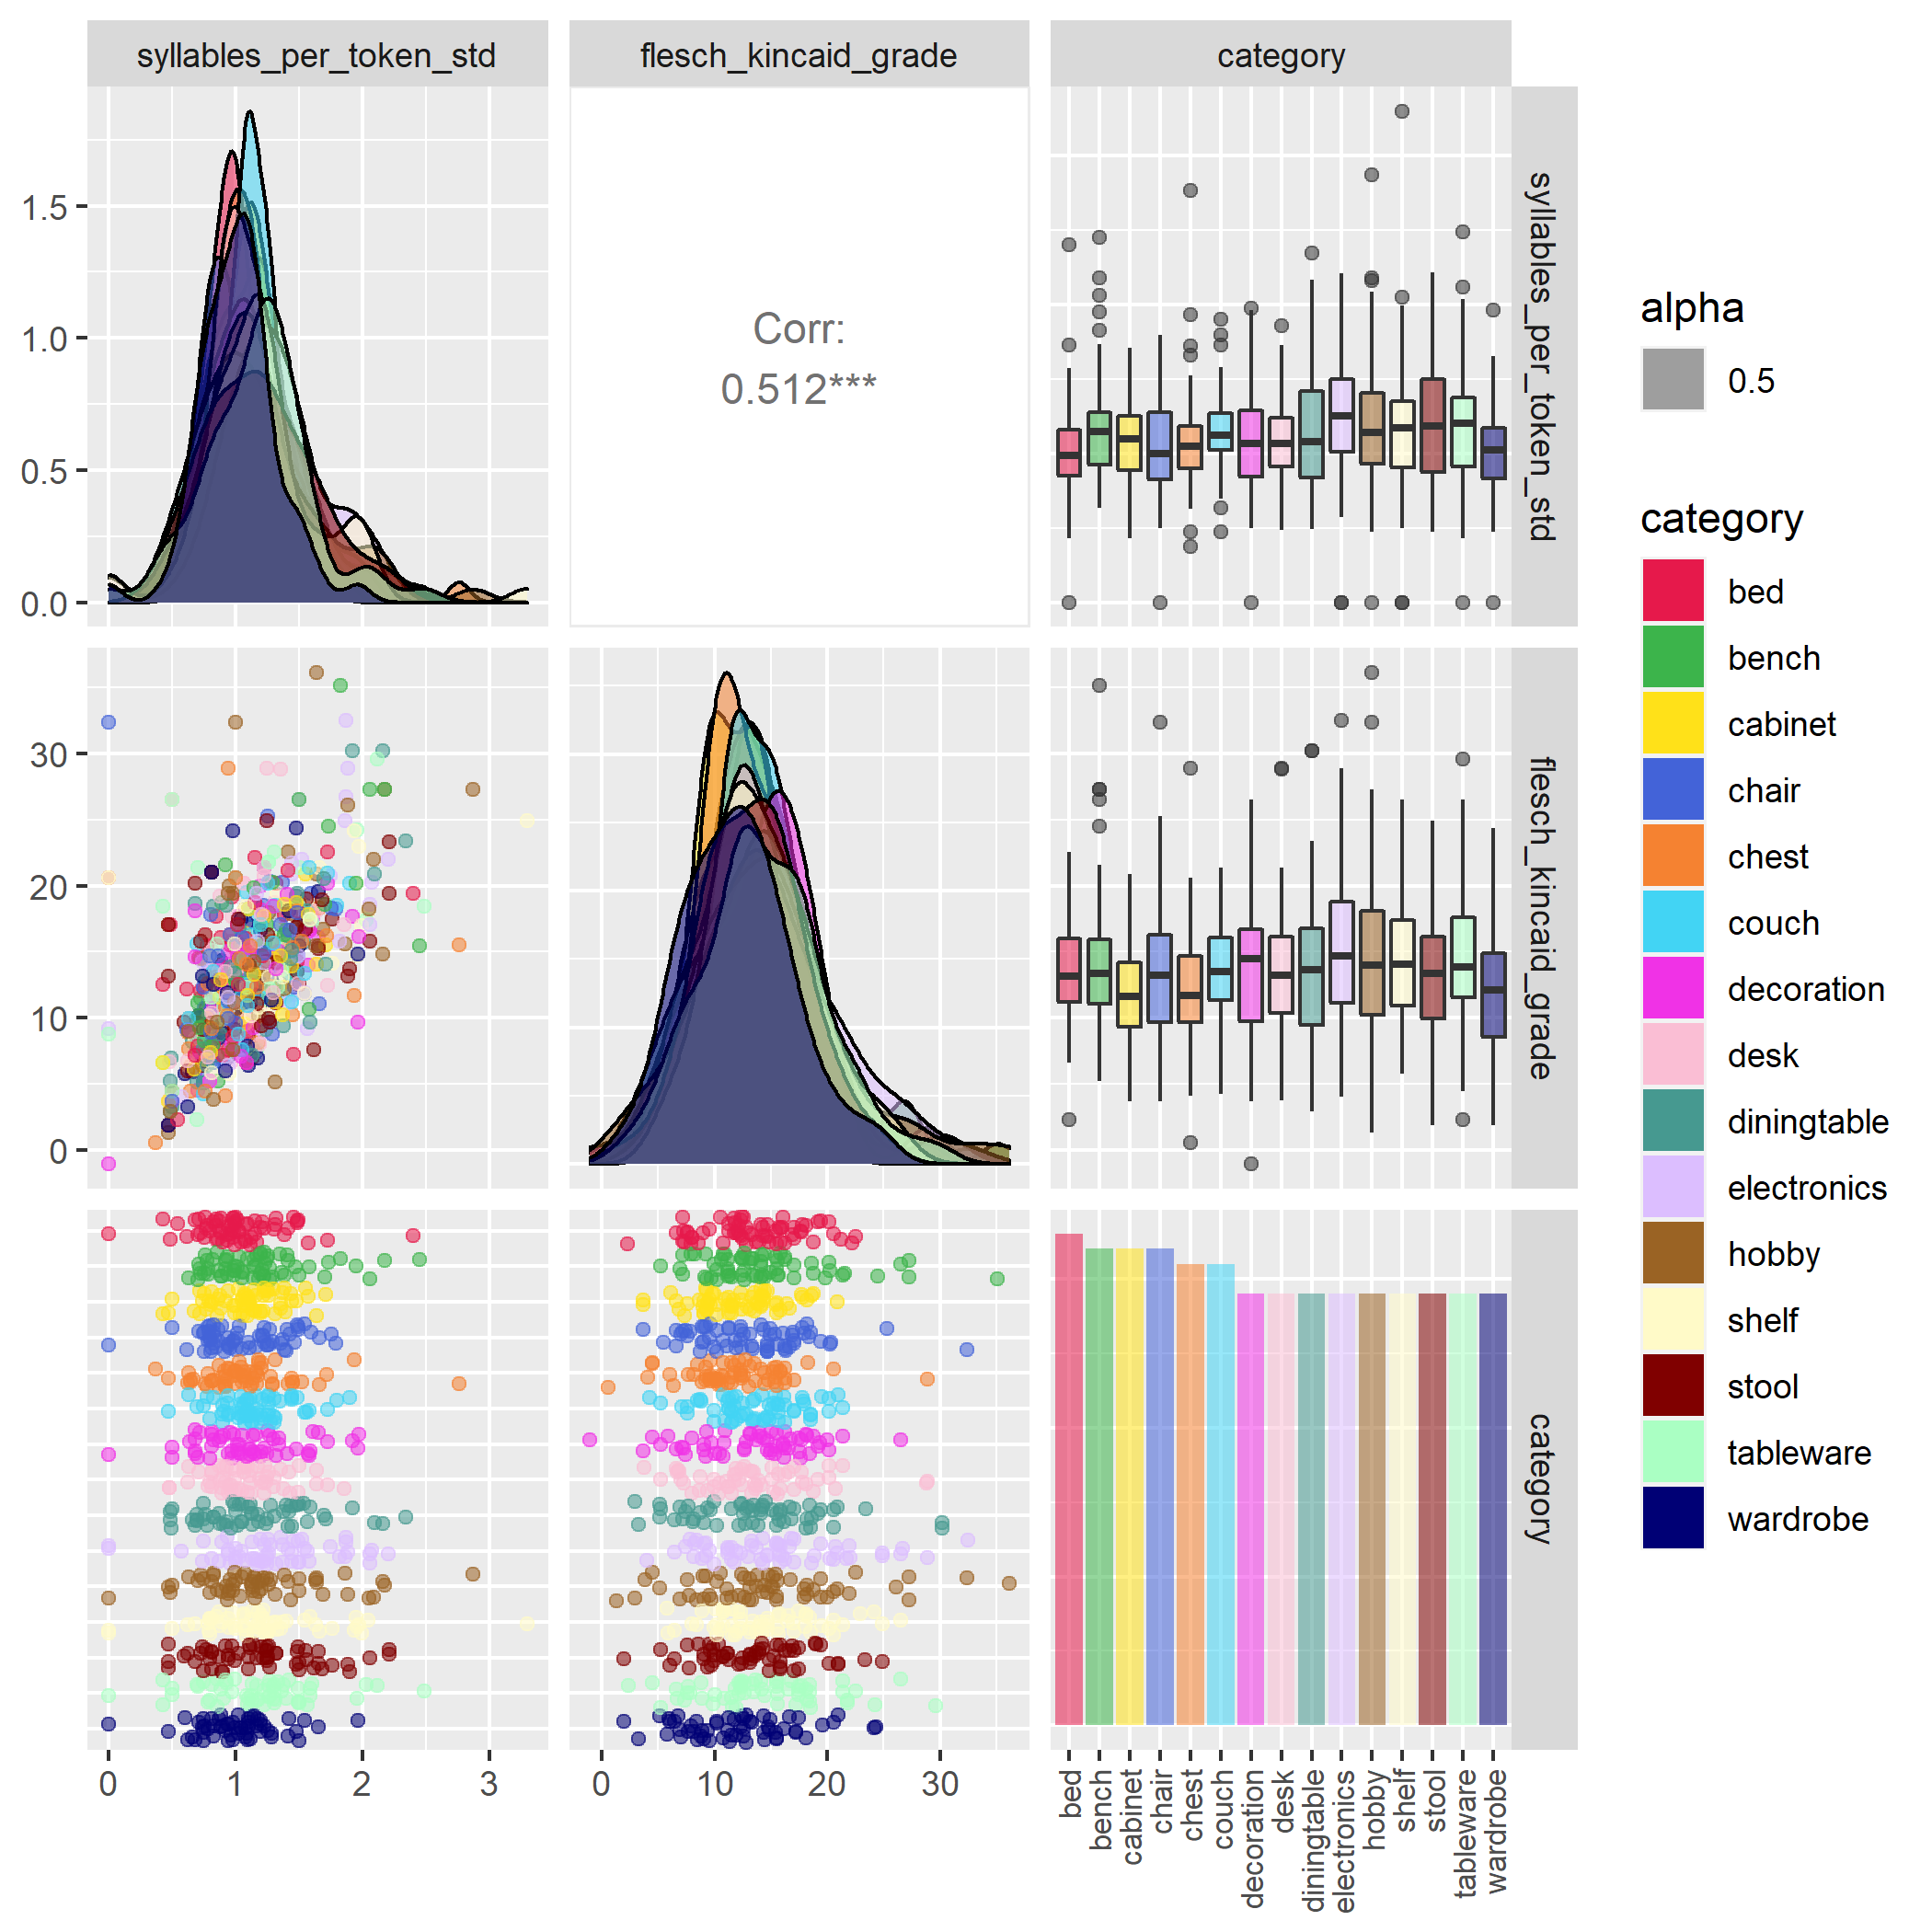 syllables_per_token_std
flesch_kincaid_grade
category
1.5
1.0
0.5
0.0
Corr:
0.512***
syllables_per_token_std
30
20
10
0
flesch_kincaid_grade
category
0
1
2
3
0
10
20
30
bed
bench
cabinet
chair
chest
couch
decoration
desk
diningtable
electronics
hobby
shelf
stool
tableware
wardrobe
alpha
0.5
category
bed
bench
cabinet
chair
chest
couch
decoration
desk
diningtable
electronics
hobby
shelf
stool
tableware
wardrobe